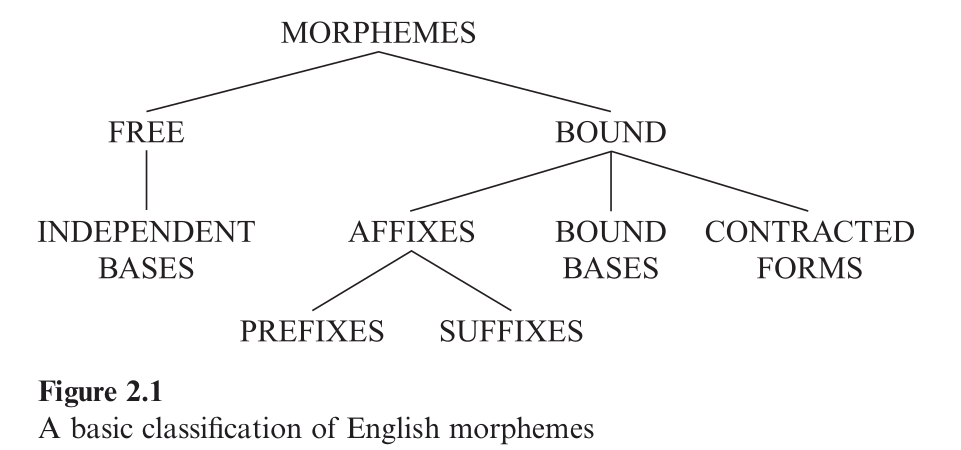 MORPHEMES
FREE BOUND
INDEPENDENT BASES AFFIXES BOUND BASES CONTRACTED FORMS
PREFIXES SUFFIXES
Figure 2.1
A basic classification of English morphemes